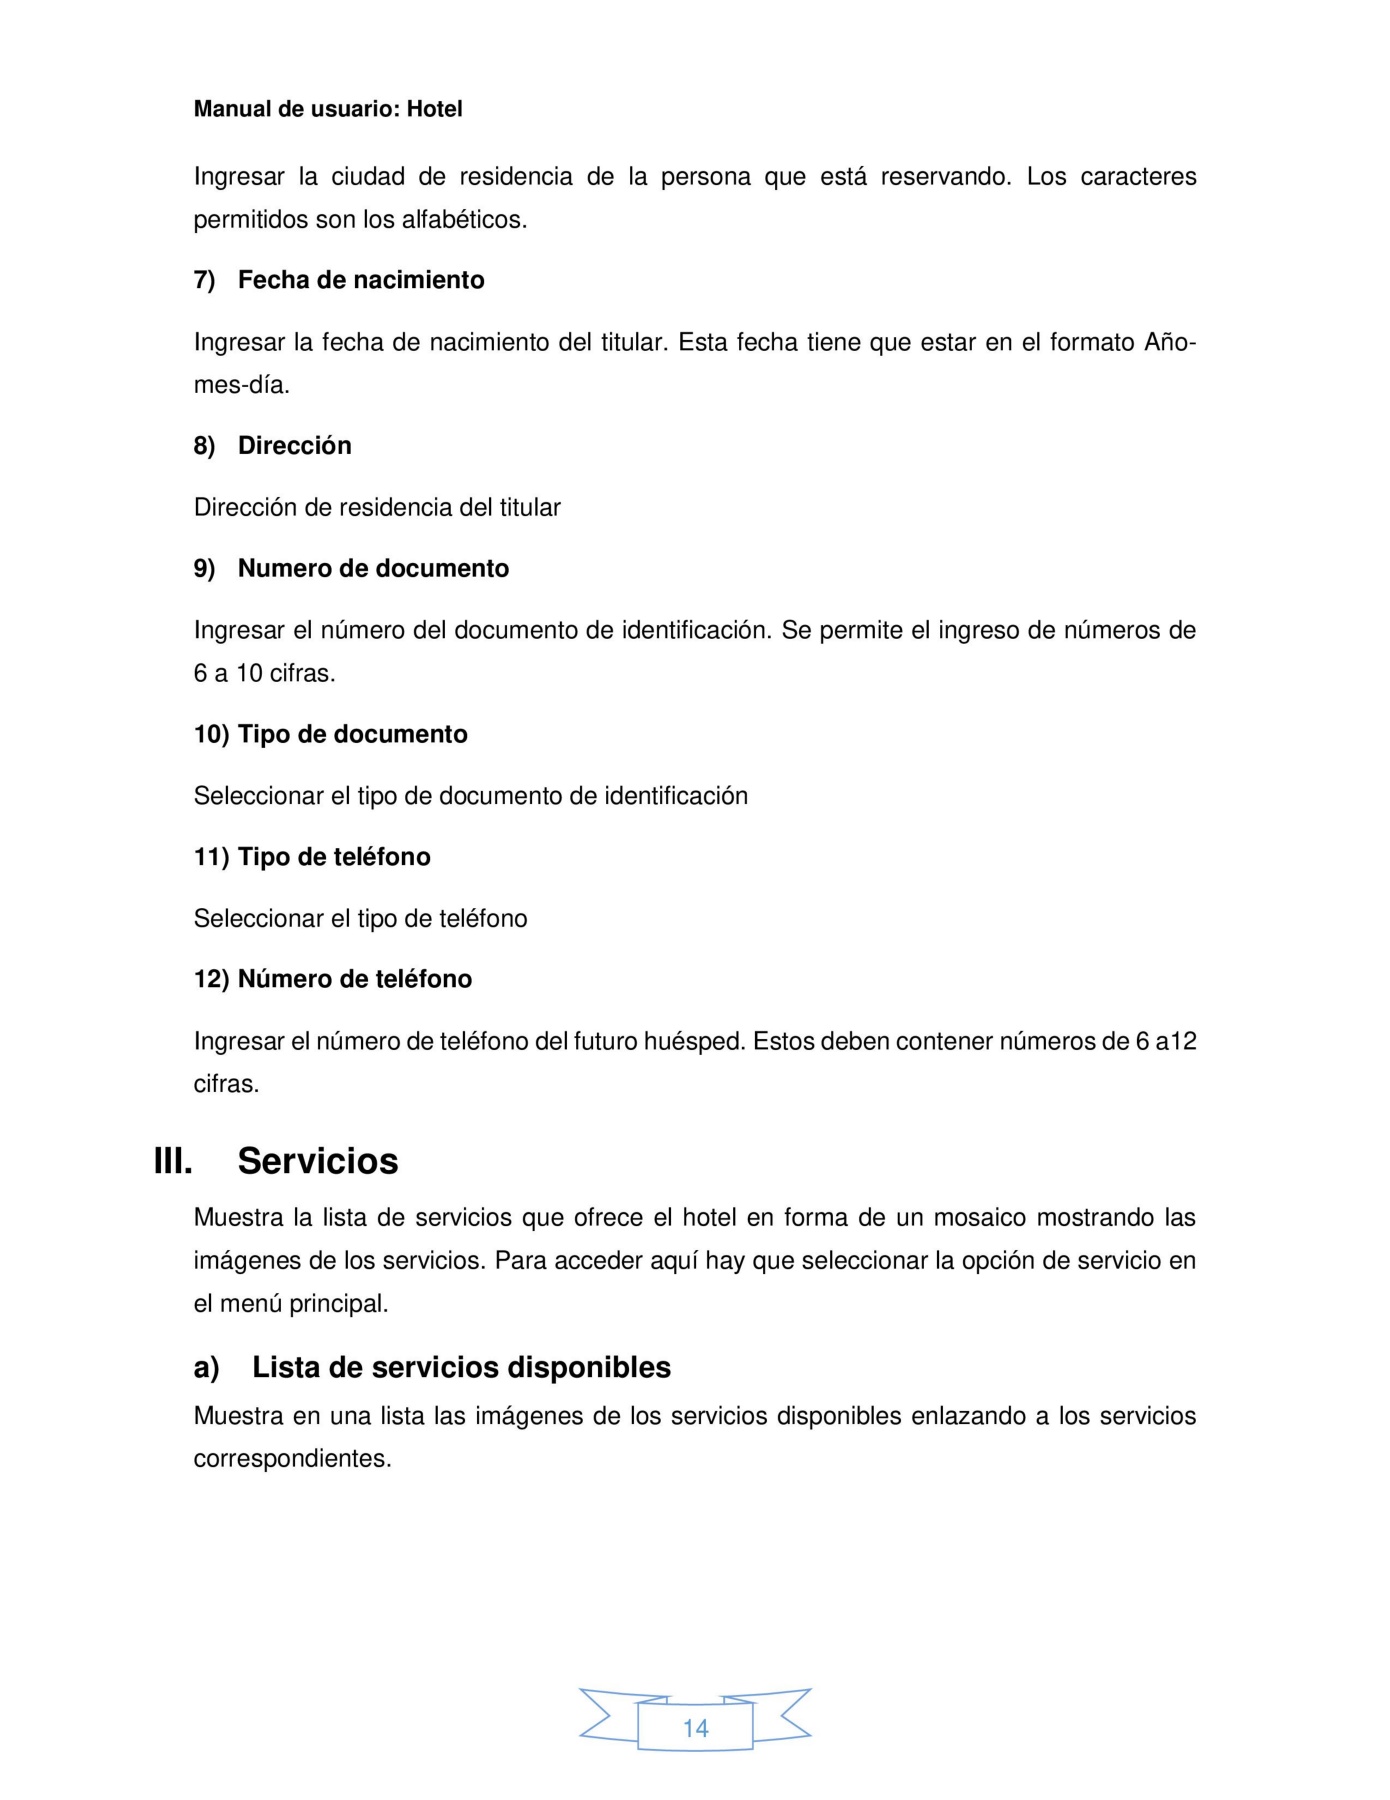 Manual de usuario: Hotel
Ingresar la ciudad de residencia de la persona que está reservando. Los caracteres
permitidos son los alfabéticos.
7) Fecha de nacimiento
Ingresar la fecha de nacimiento del titular. Esta fecha tiene que estar en el formato Año-
mes-día.
8) Dirección
Dirección de residencia del titular
9) Numero de documento
Ingresar el número del documento de identificación. Se permite el ingreso de números de
6 a 10 cifras.
10) Tipo de documento
Seleccionar el tipo de documento de identificación
11) Tipo de teléfono
Seleccionar el tipo de teléfono
12) Número de teléfono
Ingresar el número de teléfono del futuro huésped. Estos deben contener números de 6 a12
cifras.
III. Servicios
Muestra la lista de servicios que ofrece el hotel en forma de un mosaico mostrando las
imágenes de los servicios. Para acceder aquí hay que seleccionar la opción de servicio en
el menú principal.
a) Lista de servicios disponibles
Muestra en una lista las imágenes de los servicios disponibles enlazando a los servicios
correspondientes.
14